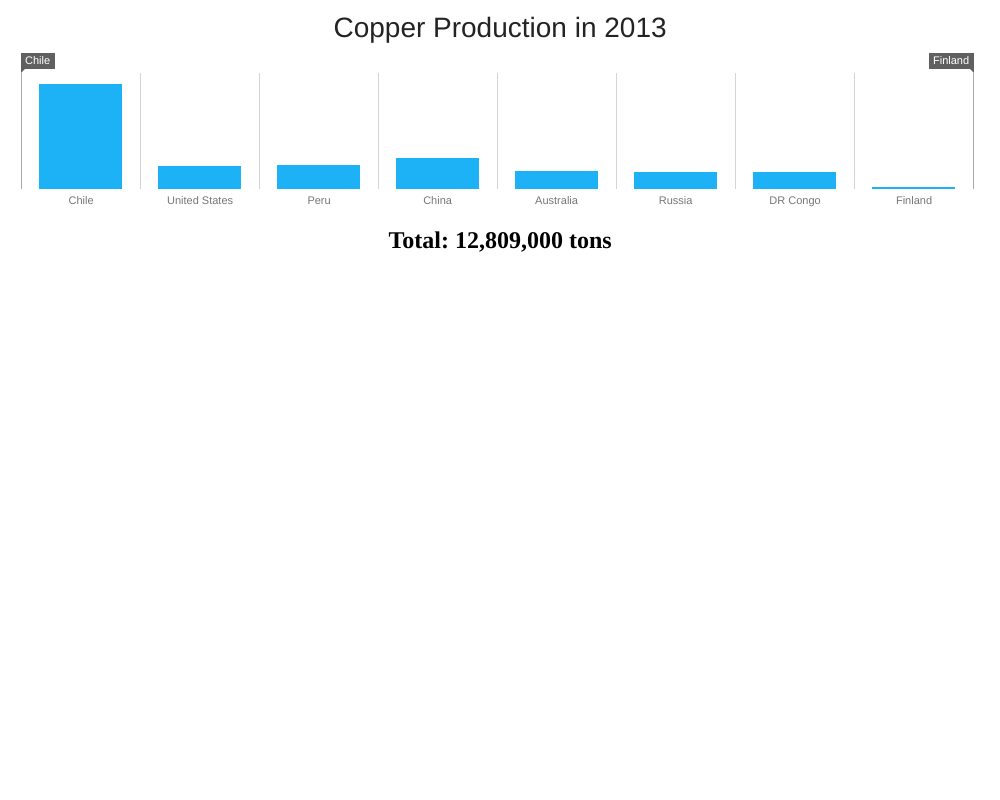 Copper Production in 2013
Chile Finland
Chile United States Peru China Australia Russia DR Congo Finland
Total: 12,809,000 tons